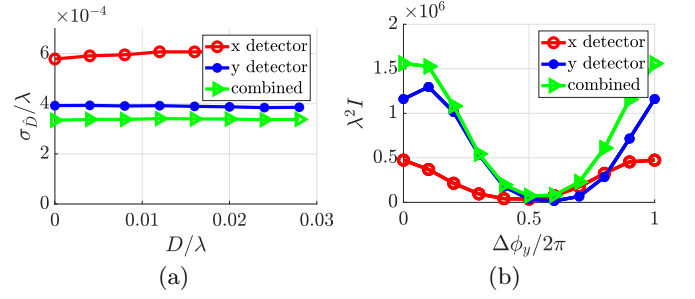 ×10⁻⁴
6
4
2
σ_D̂/λ
0
0.01
0.02
0.03
D/λ
x detector
y detector
combined
(a)
×10⁶
2
1.5
1
0.5
0
λ²I
0
0.5
1
Δϕ_y/2π
x detector
y detector
combined
(b)